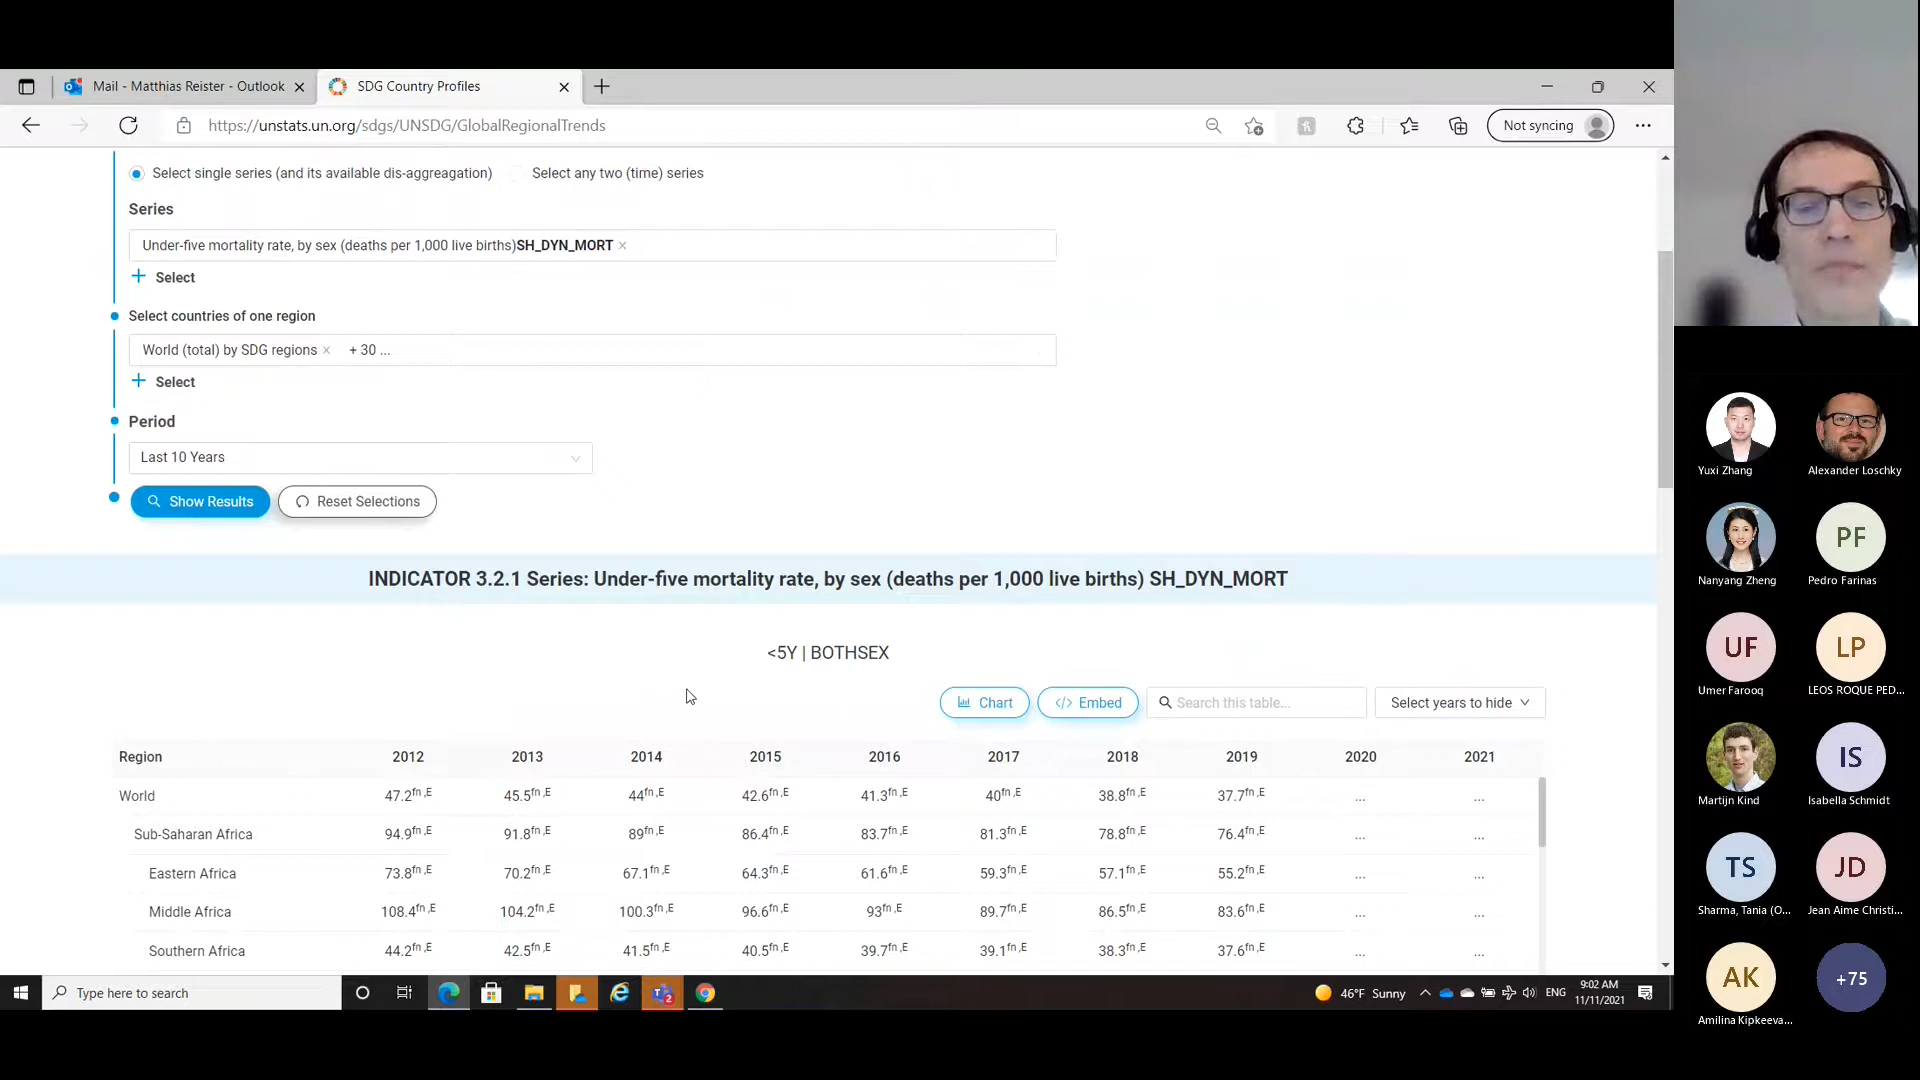 Mail - Matthias Reister - Outlook
SDG Country Profiles
https://unstats.un.org/sdgs/UNSDG/GlobalRegionalTrends
Not syncing
Select single series (and its available dis-aggreagation)
Select any two (time) series
Series
Under-five mortality rate, by sex (deaths per 1,000 live births)SH_DYN_MORT ×
+ Select
Select countries of one region
World (total) by SDG regions × + 30 ...
+ Select
Period
Last 10 Years
Show Results
Reset Selections
INDICATOR 3.2.1 Series: Under-five mortality rate, by sex (deaths per 1,000 live births) SH_DYN_MORT
<5Y | BOTHSEX
Chart
</> Embed
Search this table...
Select years to hide
Region 2012 2013 2014 2015 2016 2017 2018 2019 2020 2021
World 47.2fn,E 45.5fn,E 44fn,E 42.6fn,E 41.3fn,E 40fn,E 38.8fn,E 37.7fn,E ... ...
Sub-Saharan Africa 94.9fn,E 91.8fn,E 89fn,E 86.4fn,E 83.7fn,E 81.3fn,E 78.8fn,E 76.4fn,E ... ...
Eastern Africa 73.8fn,E 70.2fn,E 67.1fn,E 64.3fn,E 61.6fn,E 59.3fn,E 57.1fn,E 55.2fn,E ... ...
Middle Africa 108.4fn,E 104.2fn,E 100.3fn,E 96.6fn,E 93fn,E 89.7fn,E 86.5fn,E 83.6fn,E ... ...
Southern Africa 44.2fn,E 42.5fn,E 41.5fn,E 40.5fn,E 39.7fn,E 39.1fn,E 38.3fn,E 37.6fn,E ... ...
Type here to search
46°F Sunny
ENG
9:02 AM
11/11/2021
Yuxi Zhang
Alexander Loschky
Nanyang Zheng
PF
Pedro Farinas
UF
Umer Farooq
LP
LEOS ROQUE PED...
Martijn Kind
IS
Isabella Schmidt
TS
Sharma, Tania (O...
JD
Jean Aime Christi...
AK
Amilina Kipkeeva...
+75